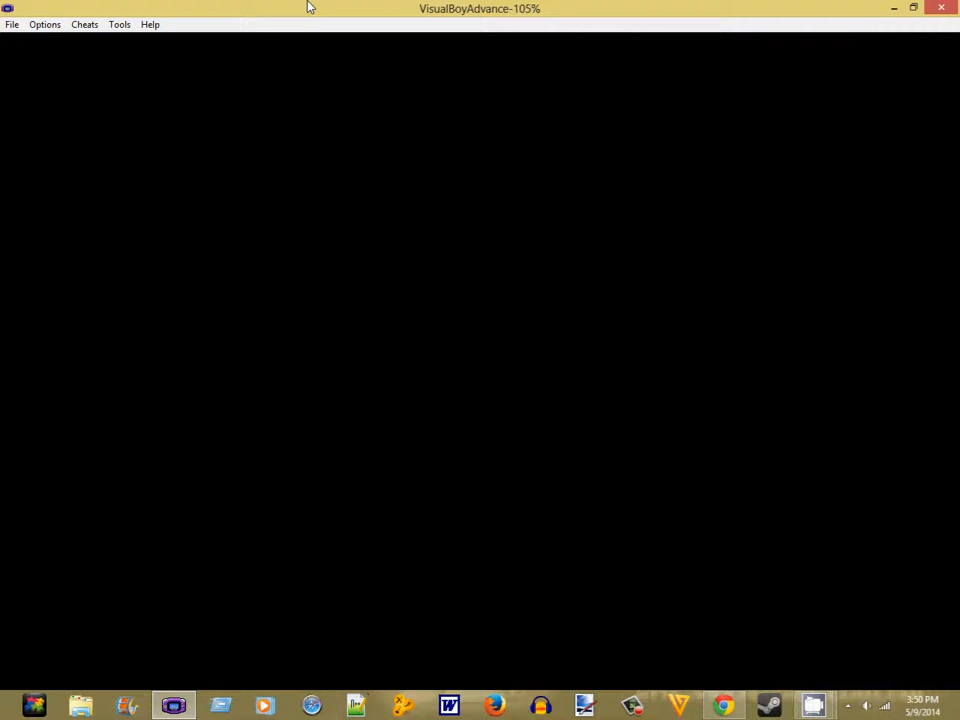 VisualBoyAdvance-105%
File Options Cheats Tools Help
W
3:50 PM
5/9/2014